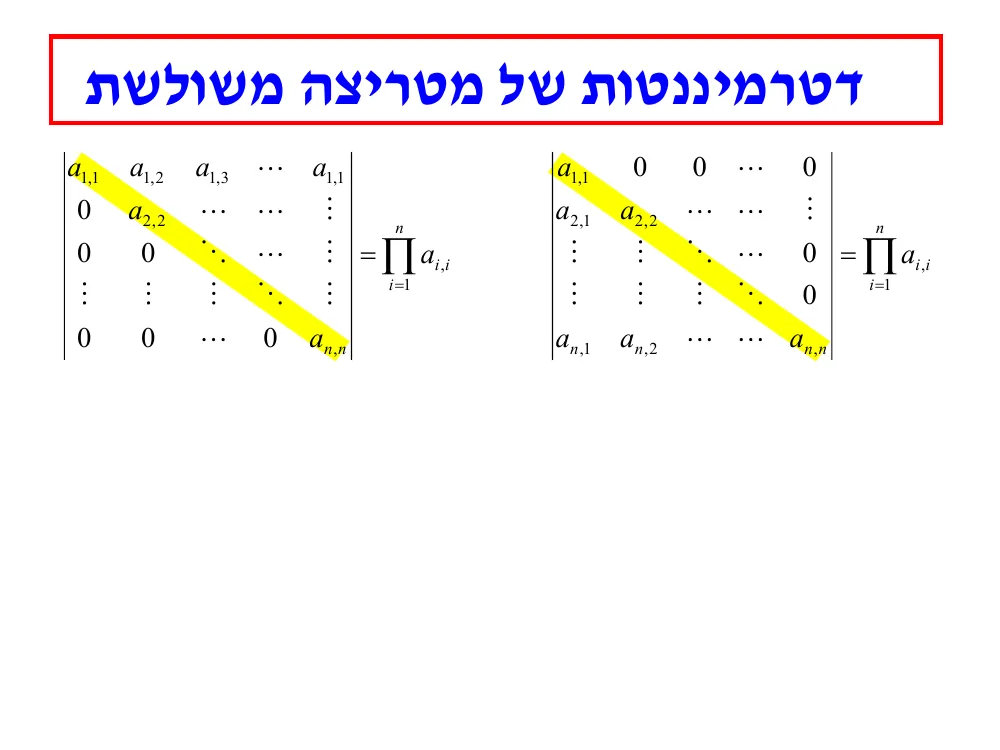 דטרמיננטות של מטריצה משולשת
a1,1 a1,2 a1,3 ⋯ a1,1
0 a2,2 ⋯ ⋯ ⋮
0 0 ⋱ ⋯ ⋮
⋮ ⋮ ⋮ ⋱ ⋮
0 0 ⋯ 0 an,n
= ∏ i=1 n ai,i
a1,1 0 0 ⋯ 0
a2,1 a2,2 ⋯ ⋯ ⋮
⋮ ⋮ ⋱ ⋯ 0
⋮ ⋮ ⋮ ⋱ 0
an,1 an,2 ⋯ ⋯ an,n
= ∏ i=1 n ai,i